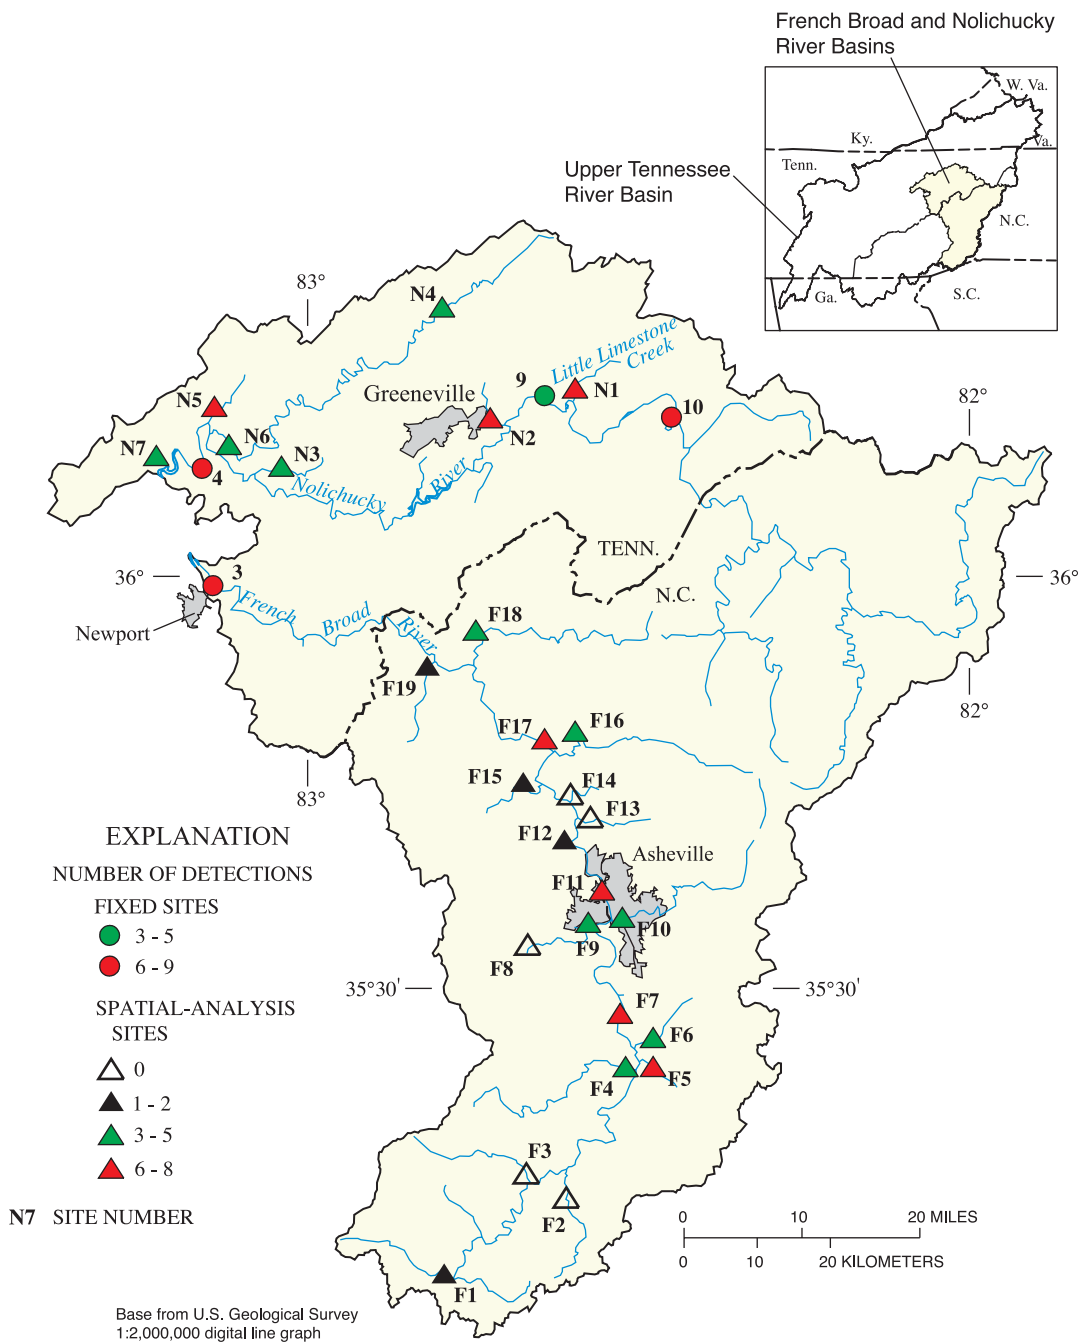 French Broad and Nolichucky
River Basins
W. Va.
Ky.
Va.
Tenn.
Upper Tennessee
River Basin
N.C.
Ga.
S.C.
83°
N4
Little Limestone
Creek
9
N1
Greeneville
N5
10
82°
N2
N6
N7
N3
4
Nolichucky
River
TENN.
36°
3
36°
N.C.
French
Broad
River
F18
Newport
F19
82°
F17
F16
F15
F14
83°
F13
F12
Asheville
F11
F10
F9
F8
35°30'
35°30'
F7
F6
F4
F5
F3
F2
F1
EXPLANATION
NUMBER OF DETECTIONS
FIXED SITES
3 - 5
6 - 9
SPATIAL-ANALYSIS
SITES
0
1 - 2
3 - 5
6 - 8
N7 SITE NUMBER
0 10 20 MILES
0 10 20 KILOMETERS
Base from U.S. Geological Survey
1:2,000,000 digital line graph